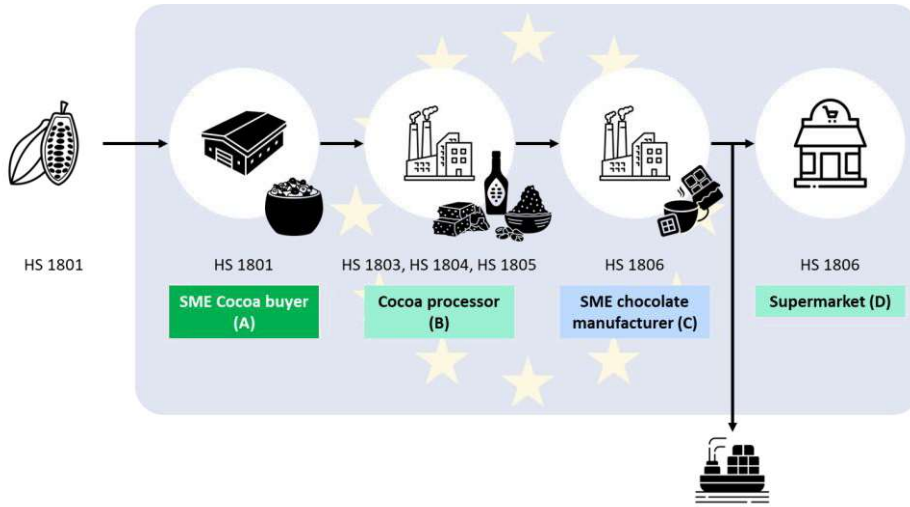 HS 1801
HS 1801
HS 1803, HS 1804, HS 1805
HS 1806
HS 1806
SME Cocoa buyer
(A)
Cocoa processor
(B)
SME chocolate
manufacturer (C)
Supermarket (D)